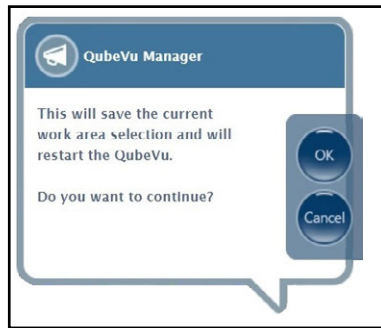 QubeVu Manager
This will save the current
work area selection and will
restart the QubeVu.
Do you want to continue?
OK
Cancel